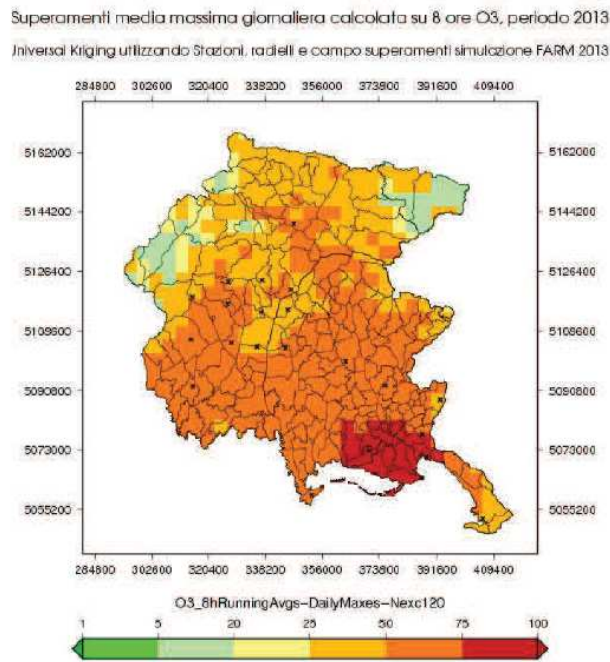 Superamenti media massima giornaliera calcolata su 8 ore O3, periodo 2013
Universal Kriging utilizzando Stazioni, radielli e campo superamenti simulazione FARM 2013
284800 302600 320400 338200 356000 373800 391600 409400
5162000 5162000
5144200 5144200
5126400 5126400
5108600 5108600
5090800 5090800
5073000 5073000
5055200 5055200
284800 302600 320400 338200 356000 373800 391600 409400
O3_8hRunningAvgs-DailyMaxes-Nexc120
1 5 20 25 50 75 100